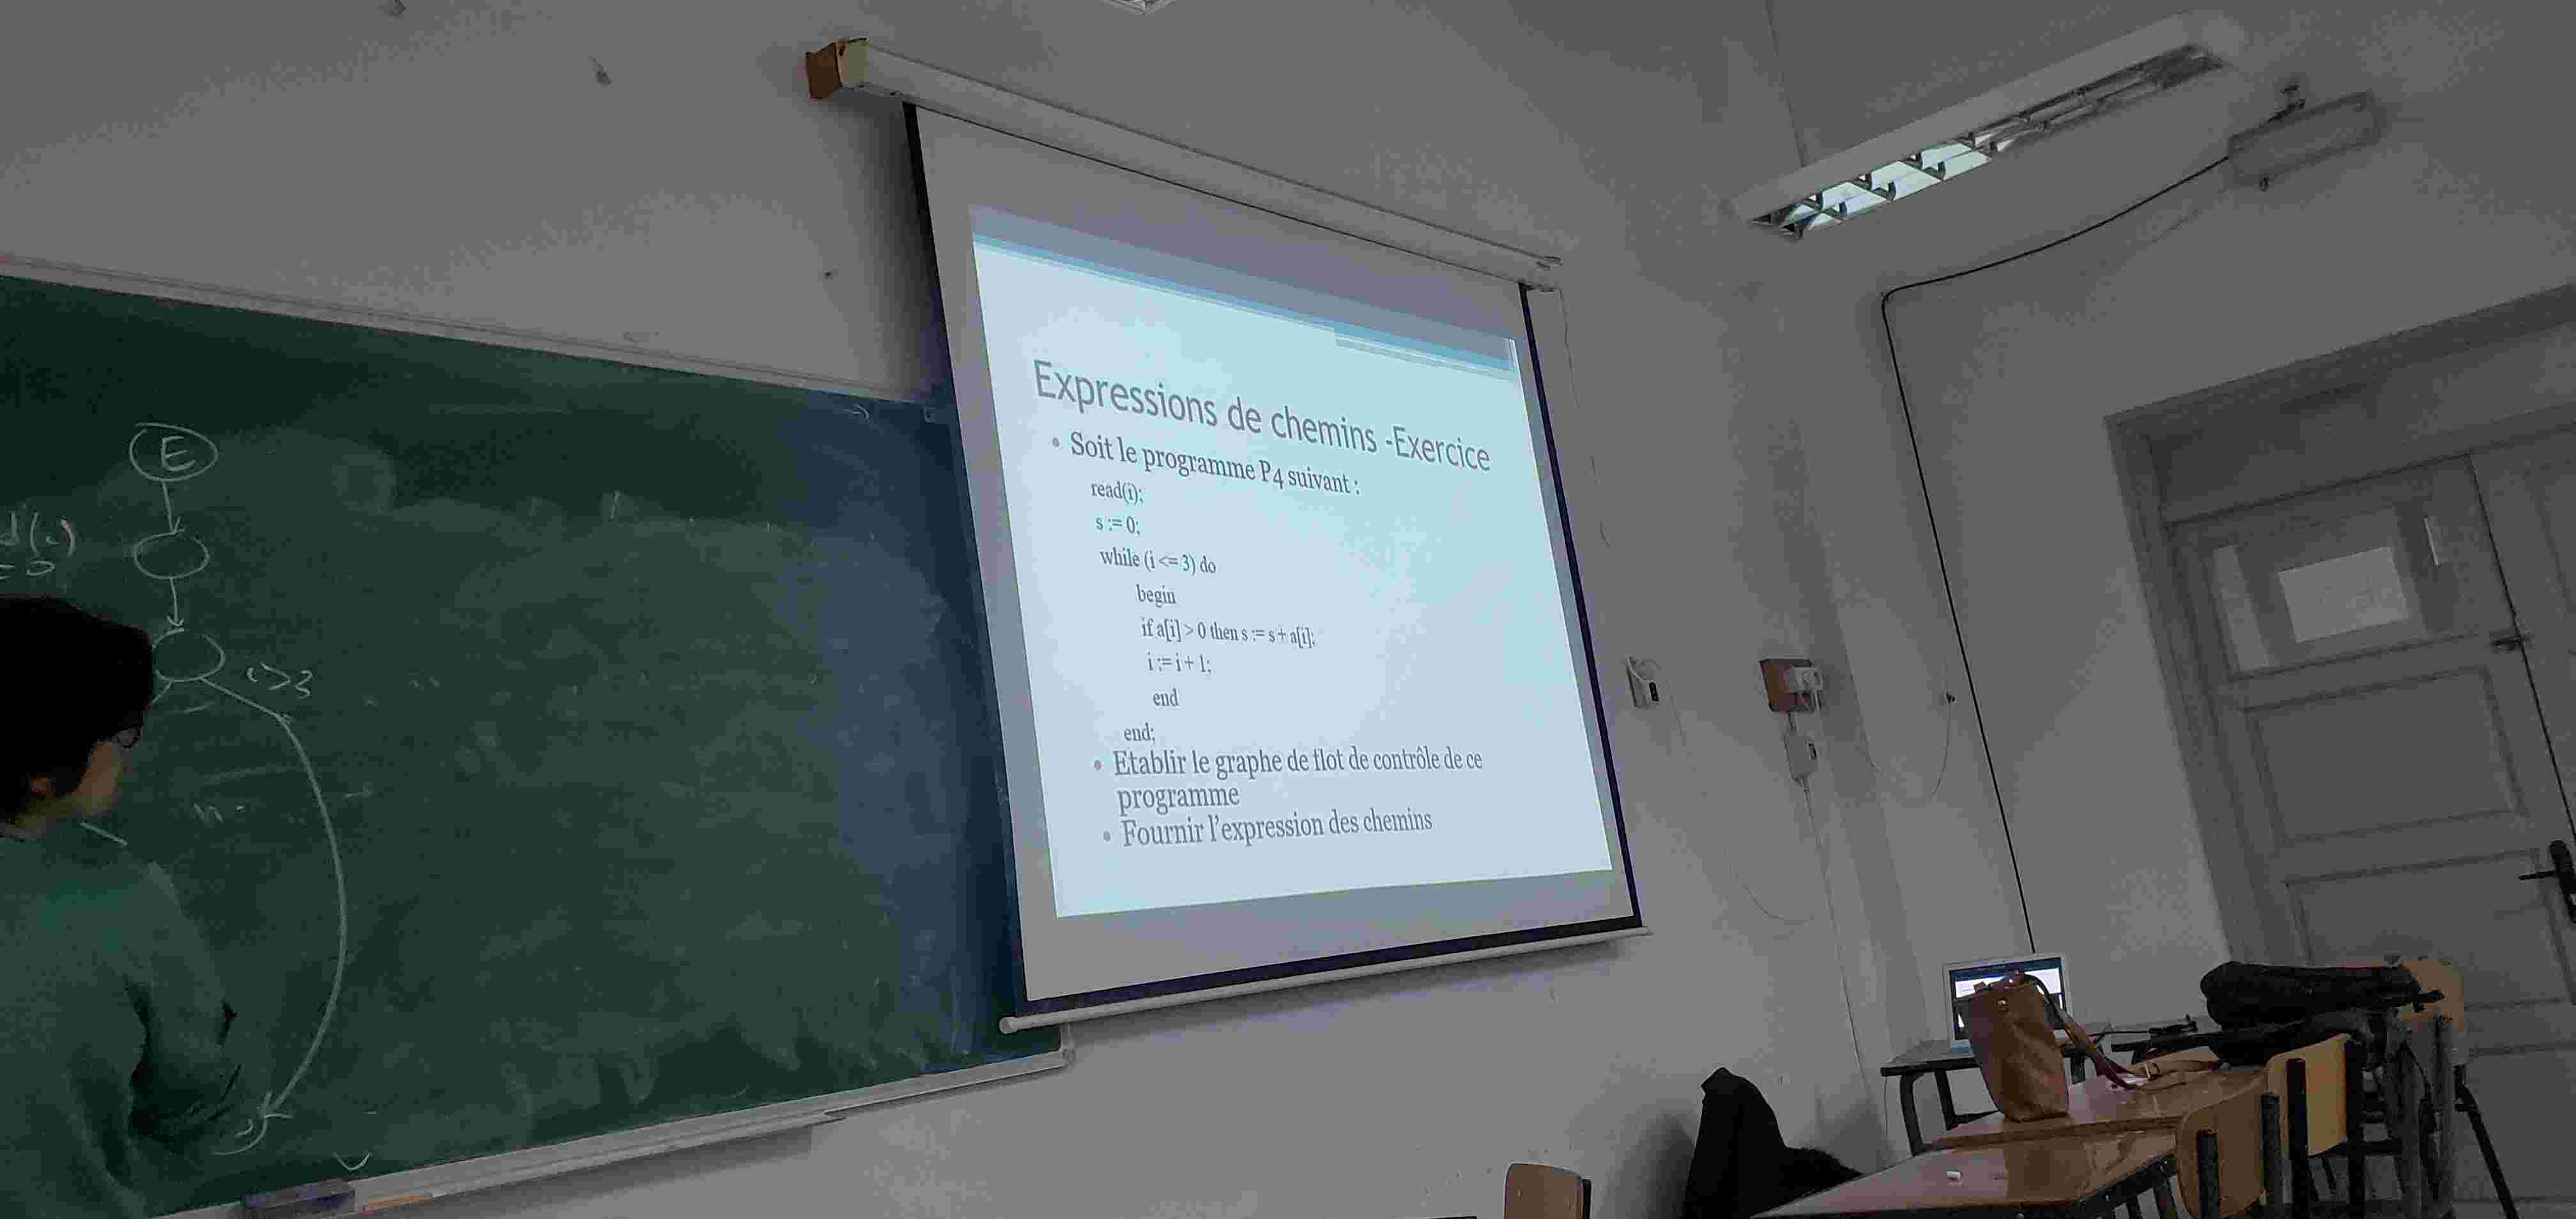 E
i>3
Expressions de chemins -Exercice
• Soit le programme P4 suivant :
read(i);
s := 0;
while (i <= 3) do
begin
if a[i] > 0 then s := s + a[i];
i := i + 1;
end
end;
• Etablir le graphe de flot de contrôle de ce
programme
• Fournir l'expression des chemins